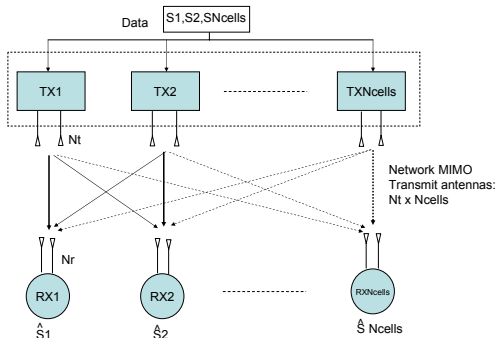 Data
S1,S2,SNcells
TX1
TX2
TXNcells
Nt
Network MIMO
Transmit antennas:
Nt x Ncells
Nr
RX1
RX2
RXNcells
Ŝ1
Ŝ2
Ŝ Ncells